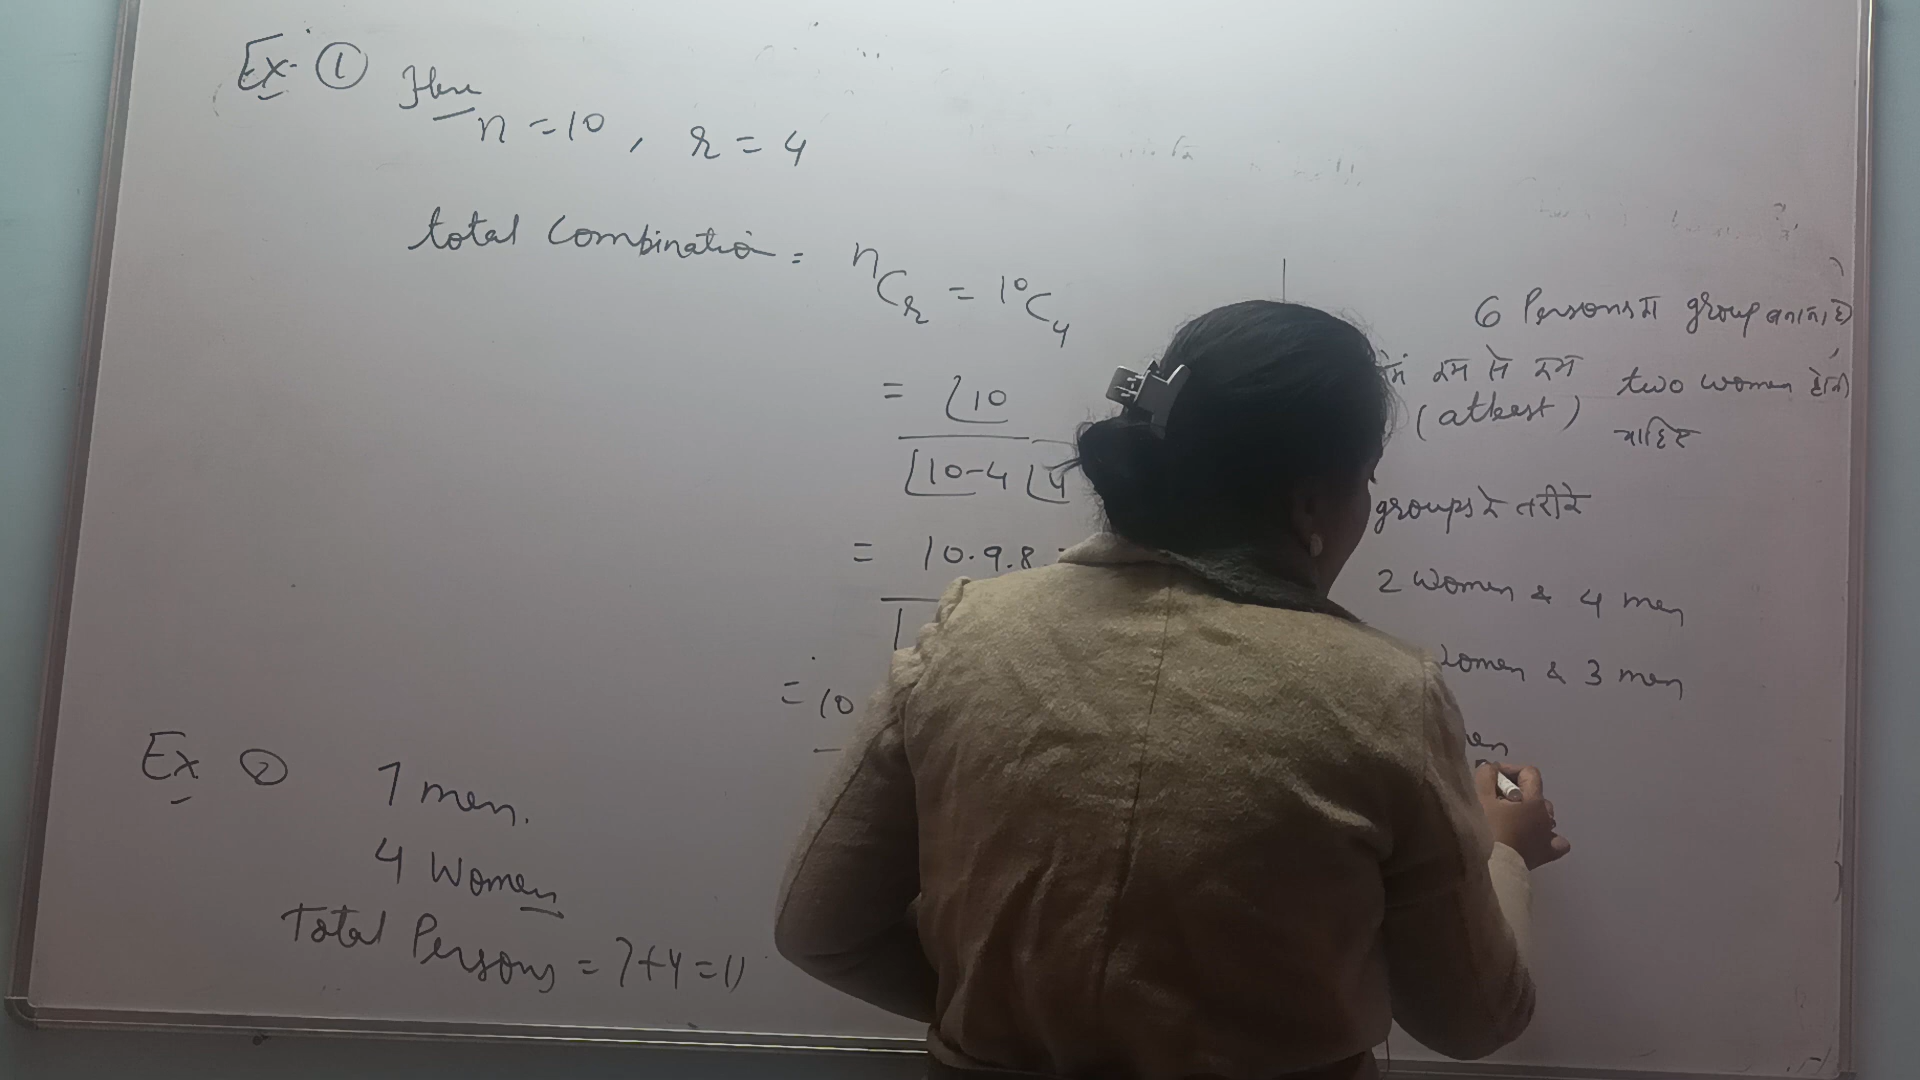 Ex- ① Here
n = 10, r = 4
total Combination = nCr = 10C4
= ⌊10
⌊10-4 ⌊4
= 10.9.8
= 10
Ex ② 7 men.
4 Women
Total Persons = 7+4=11
6 Persons का group बनाना है
में कम से कम two women होनी
(atleast) चाहिए
groups के तरीके
2 Women & 4 men
women & 3 men